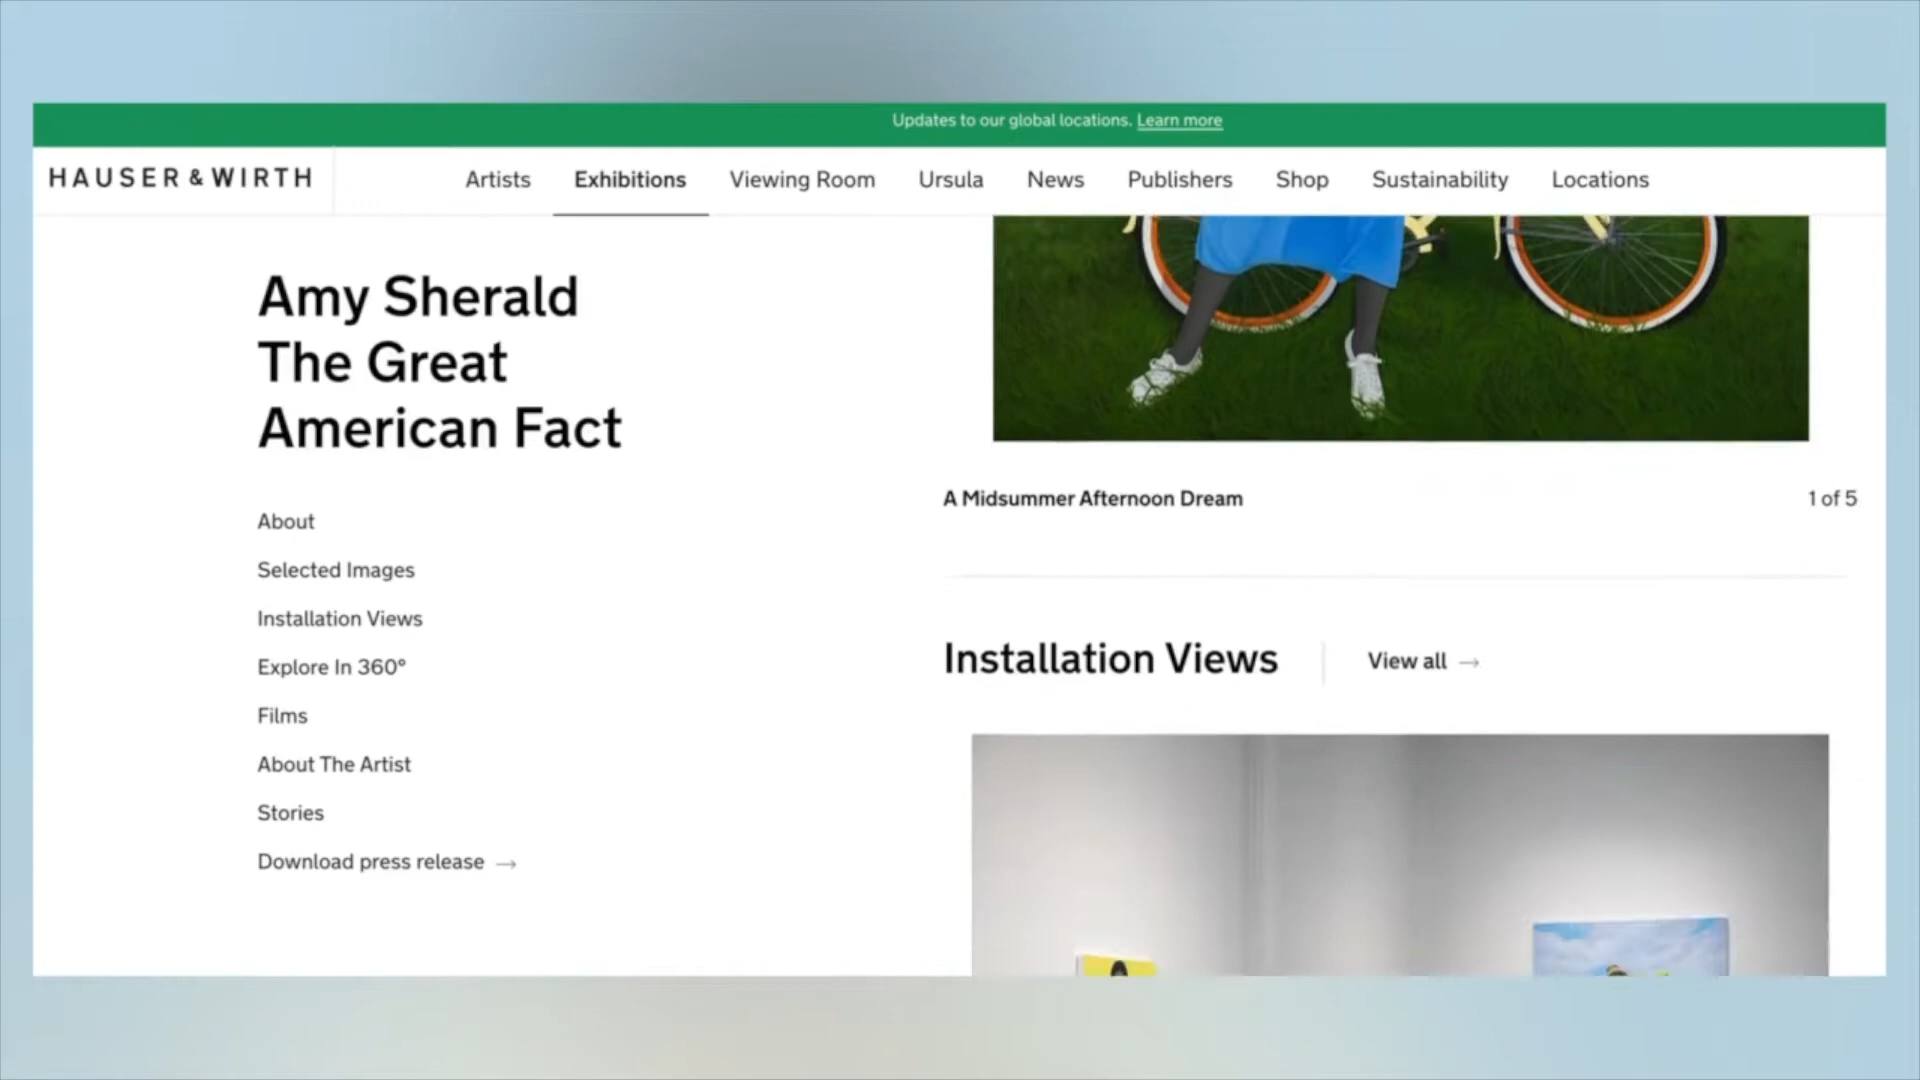 Updates to our global locations. Learn more
HAUSER & WIRTH
Artists
Exhibitions
Viewing Room
Ursula
News
Publishers
Shop
Sustainability
Locations
Amy Sherald
The Great
American Fact
About
Selected Images
Installation Views
Explore In 360°
Films
About The Artist
Stories
Download press release →
A Midsummer Afternoon Dream
1 of 5
Installation Views
View all →